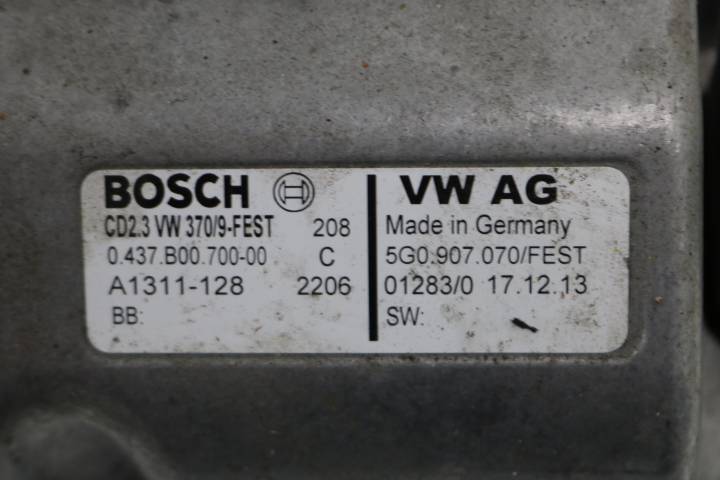 BOSCH
CD2.3 VW 370/9-FEST 208
0.437.B00.700-00 C
A1311-128 2206
BB:
VW AG
Made in Germany
5G0.907.070/FEST
01283/0 17.12.13
SW: